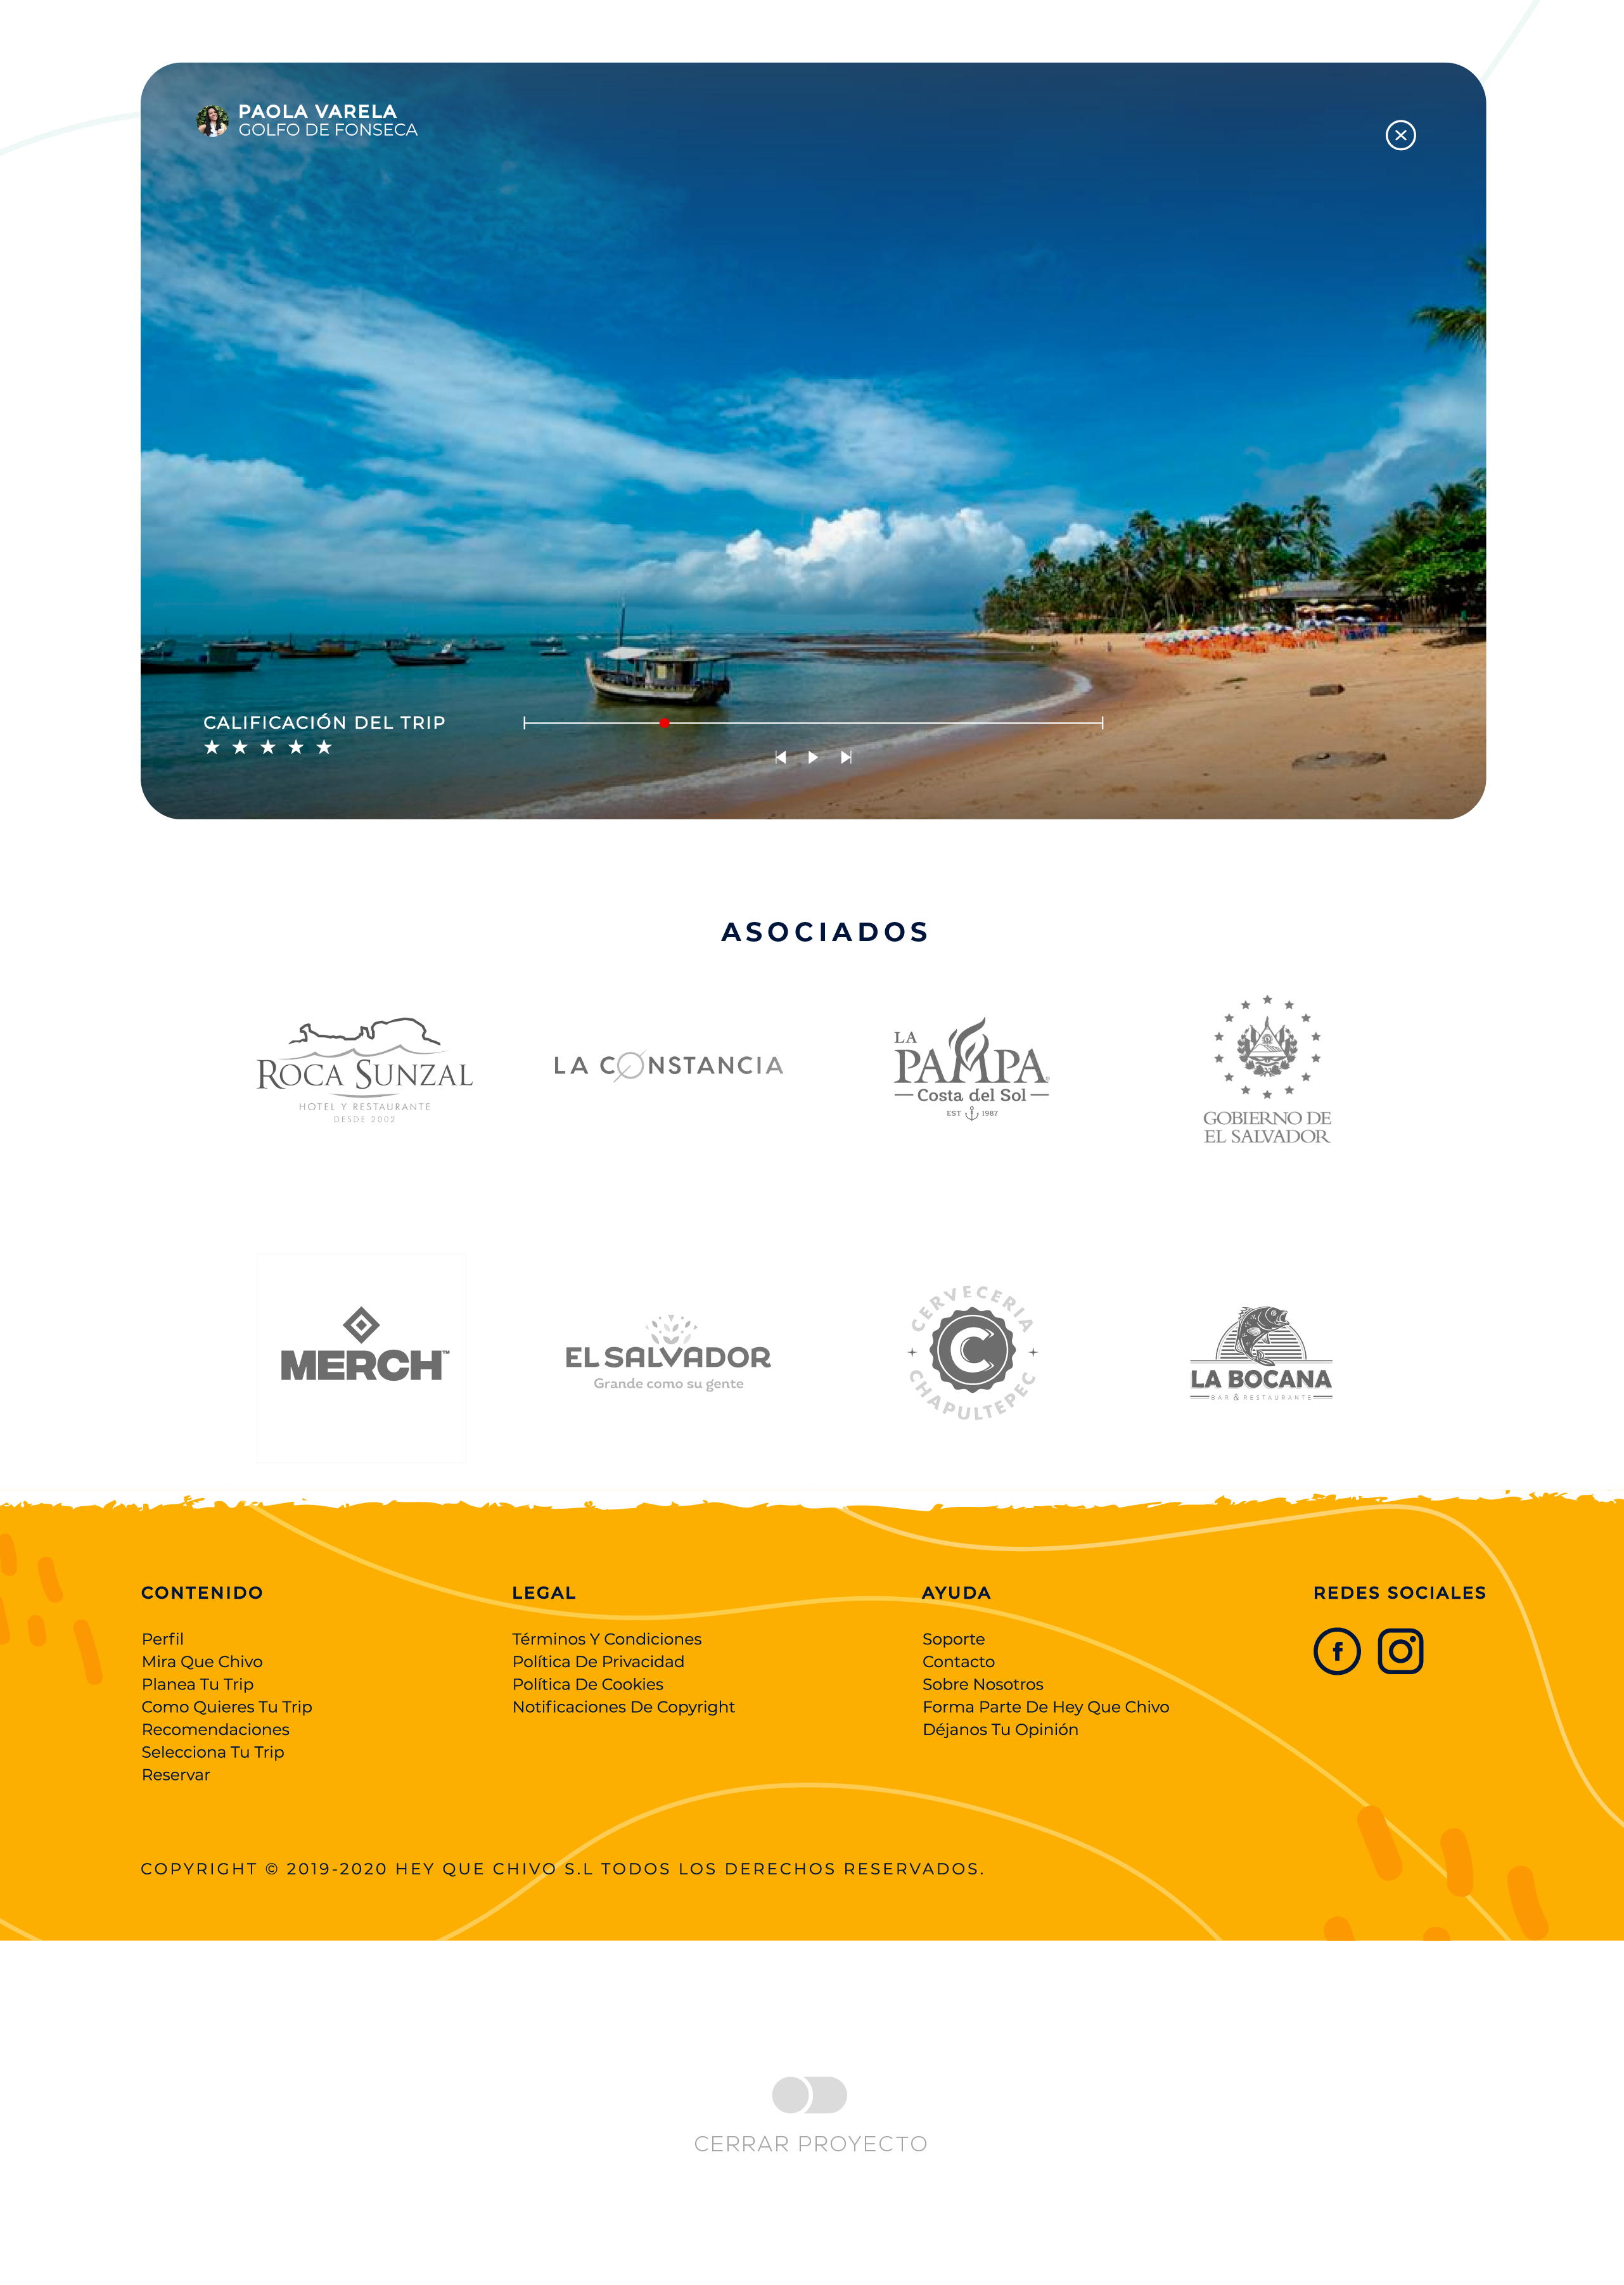 PAOLA VARELA
GOLFO DE FONSECA
CALIFICACIÓN DEL TRIP
ASOCIADOS
ROCA SUNZAL
HOTEL Y RESTAURANTE
DESDE 2002
LA CONSTANCIA
LA
PAMPA
Costa del Sol
EST 1987
GOBIERNO DE
EL SALVADOR
MERCH™
EL SALVADOR
Grande como su gente
CERVECERIA
C
CHAPULTEPEC
LA BOCANA
BAR & RESTAURANTE
CONTENIDO
Perfil
Mira Que Chivo
Planea Tu Trip
Como Quieres Tu Trip
Recomendaciones
Selecciona Tu Trip
Reservar
LEGAL
Términos Y Condiciones
Política De Privacidad
Política De Cookies
Notificaciones De Copyright
AYUDA
Soporte
Contacto
Sobre Nosotros
Forma Parte De Hey Que Chivo
Déjanos Tu Opinión
REDES SOCIALES
COPYRIGHT © 2019-2020 HEY QUE CHIVO S.L TODOS LOS DERECHOS RESERVADOS.
CERRAR PROYECTO